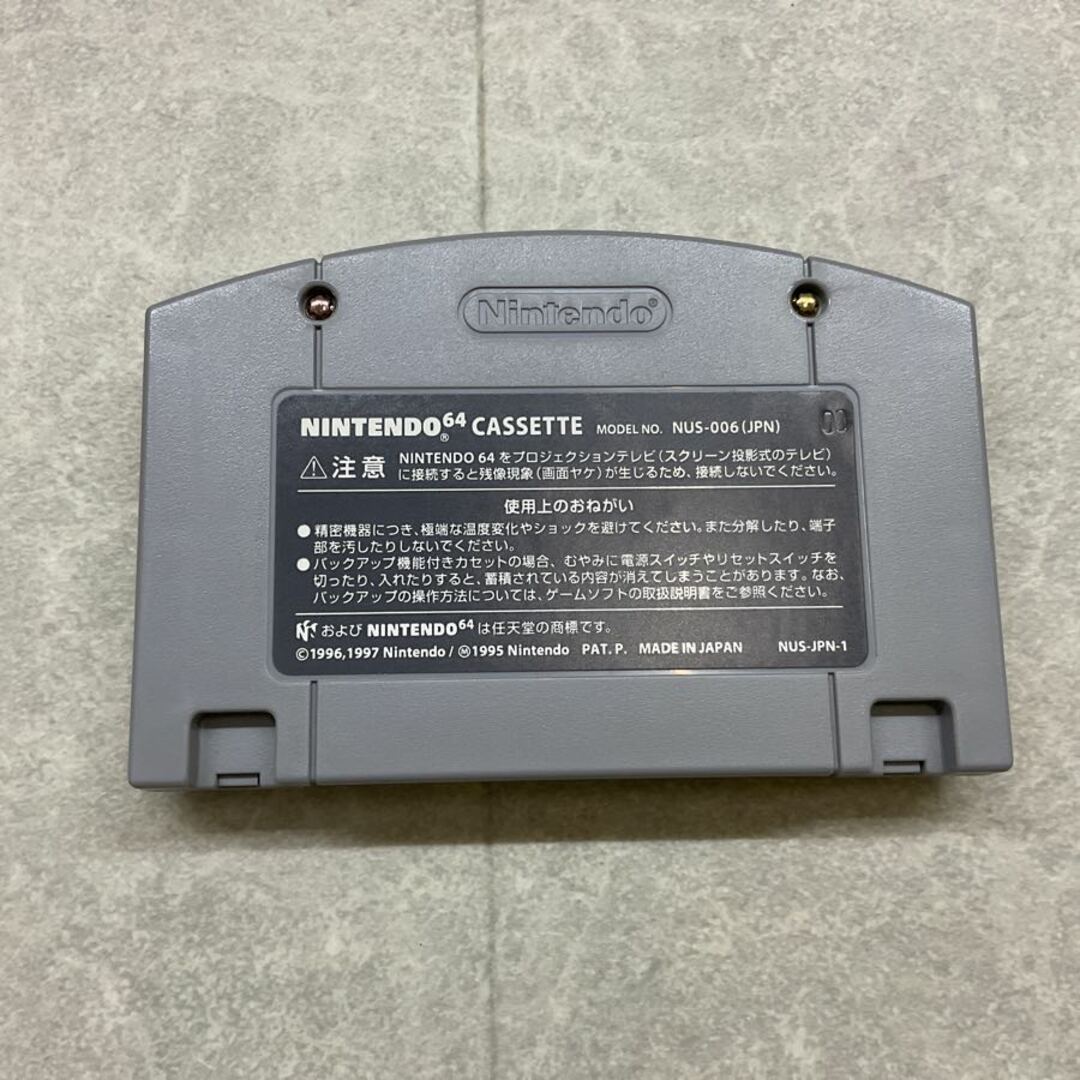 Nintendo®
NINTENDO64® CASSETTE MODEL NO. NUS-006(JPN) 00
⚠注意 NINTENDO 64をプロジェクションテレビ(スクリーン投影式のテレビ)
に接続すると残像現象(画面ヤケ)が生じるため、接続しないでください。
使用上のおねがい
●精密機器につき、極端な温度変化やショックを避けてください。また分解したり、端子
部を汚したりしないでください。
●バックアップ機能付きカセットの場合、むやみに電源スイッチやリセットスイッチを
切ったり、入れたりすると、蓄積されている内容が消えてしまうことがあります。なお、
バックアップの操作方法については、ゲームソフトの取扱説明書をご参照ください。
および NINTENDO64は任天堂の商標です。
©1996,1997 Nintendo/Ⓜ1995 Nintendo PAT.P. MADE IN JAPAN NUS-JPN-1